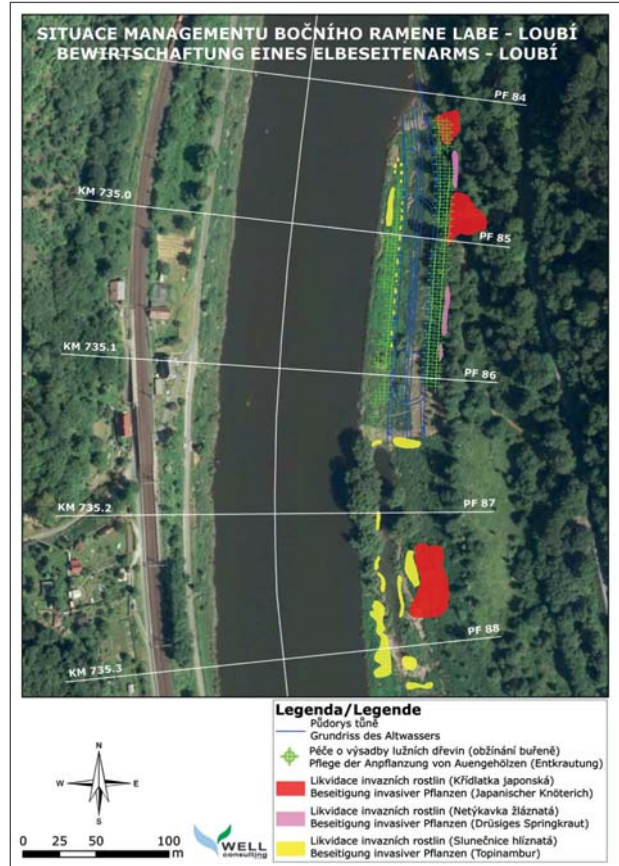 SITUACE MANAGEMENTU BOČNÍHO RAMENE LABE - LOUBÍ
BEWIRTSCHAFTUNG EINES ELBESEITENARMS - LOUBÍ
PF 84
KM 735.0
PF 85
KM 735.1
PF 86
KM 735.2
PF 87
KM 735.3
PF 88
Legenda/Legende
Půdorys tůně
Grundriss des Altwassers
Péče o výsadby lužních dřevin (obžínání buřeně)
Pflege der Anpflanzung von Auengehölzen (Entkrautung)
Likvidace invazních rostlin (Křídlatka japonská)
Beseitigung invasiver Pflanzen (Japanischer Knöterich)
Likvidace invazních rostlin (Netýkavka žláznatá)
Beseitigung invasiver Pflanzen (Drüsiges Springkraut)
Likvidace invazních rostlin (Slunečnice hlíznatá)
Beseitigung invasiver Pflanzen (Topinambur)
N
W E
S
0 25 50 100
m
WELL
consulting